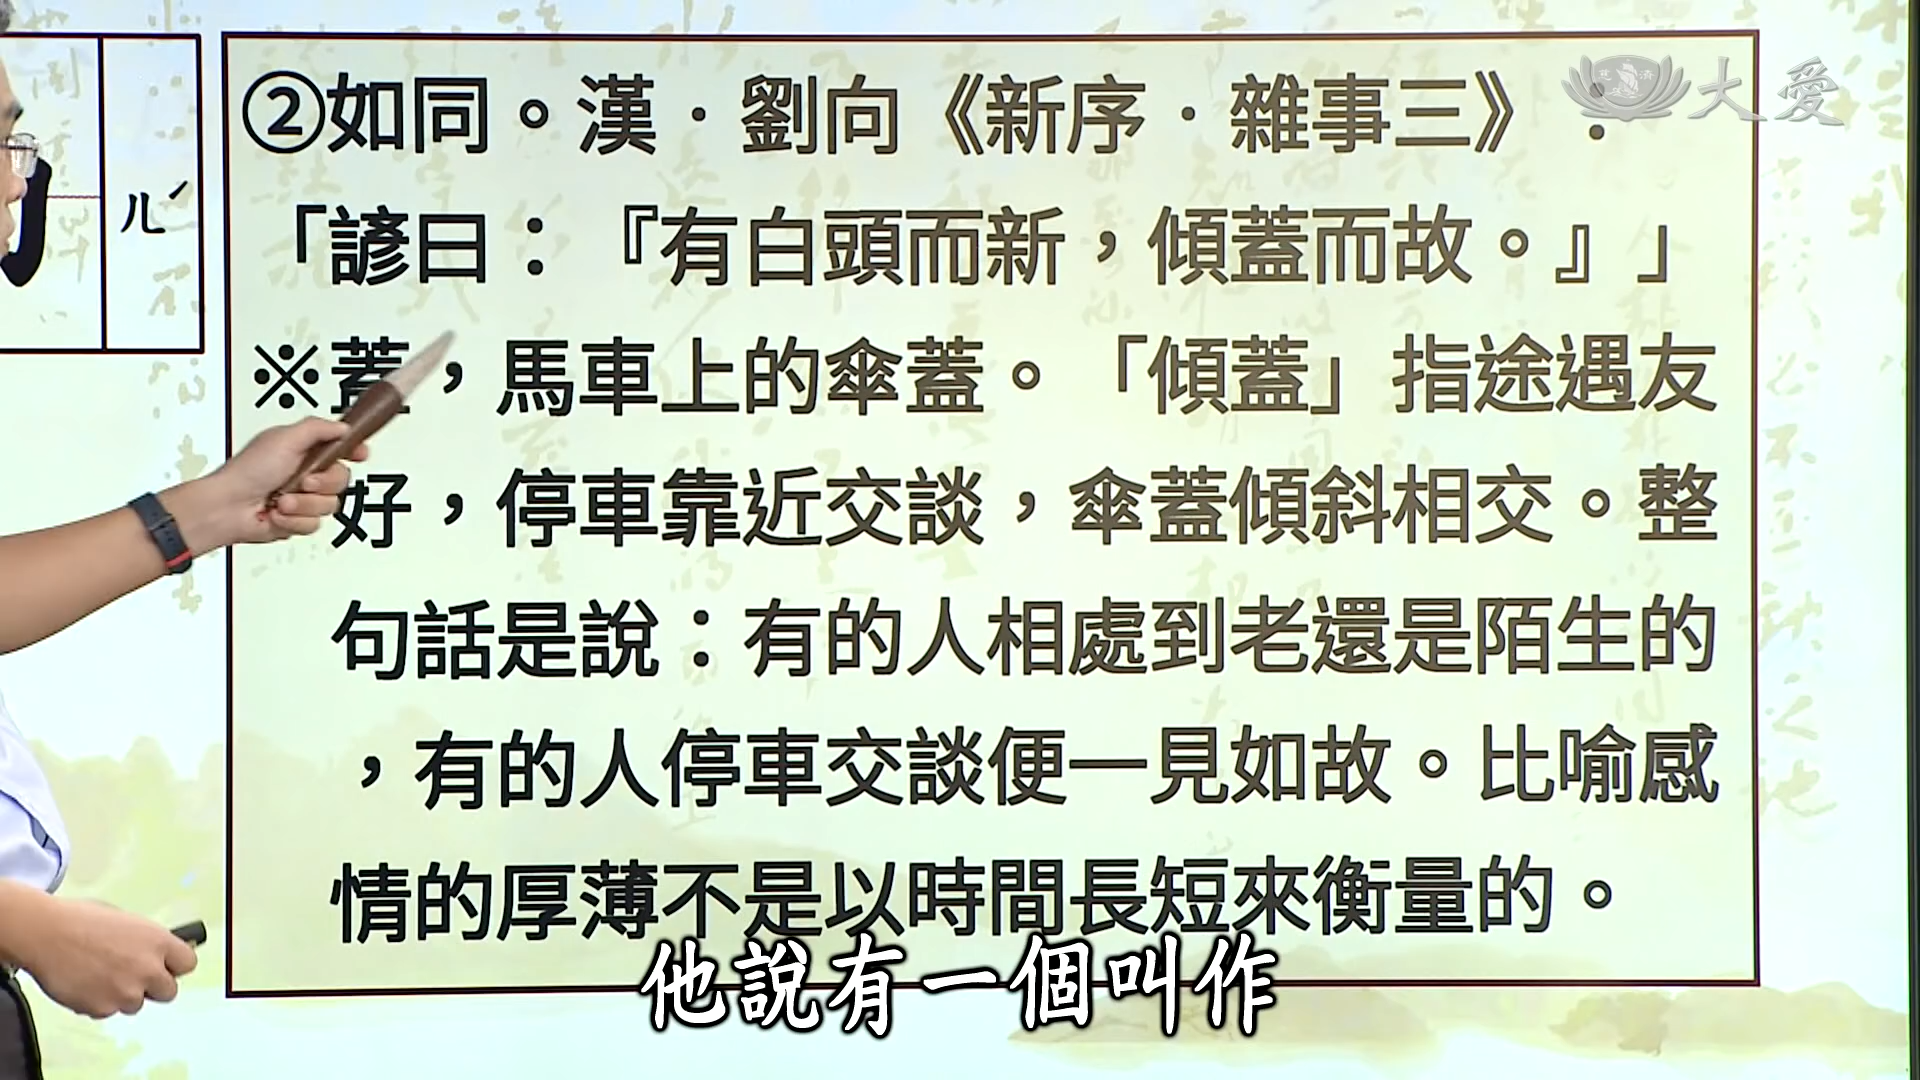 ㄦˊ
②如同。漢．劉向《新序．雜事三》：
「諺曰：『有白頭而新，傾蓋而故。』」
※蓋，馬車上的傘蓋。「傾蓋」指途遇友
好，停車靠近交談，傘蓋傾斜相交。整
句話是說：有的人相處到老還是陌生的
，有的人停車交談便一見如故。比喻感
情的厚薄不是以時間長短來衡量的。
大愛
他說有一個叫作